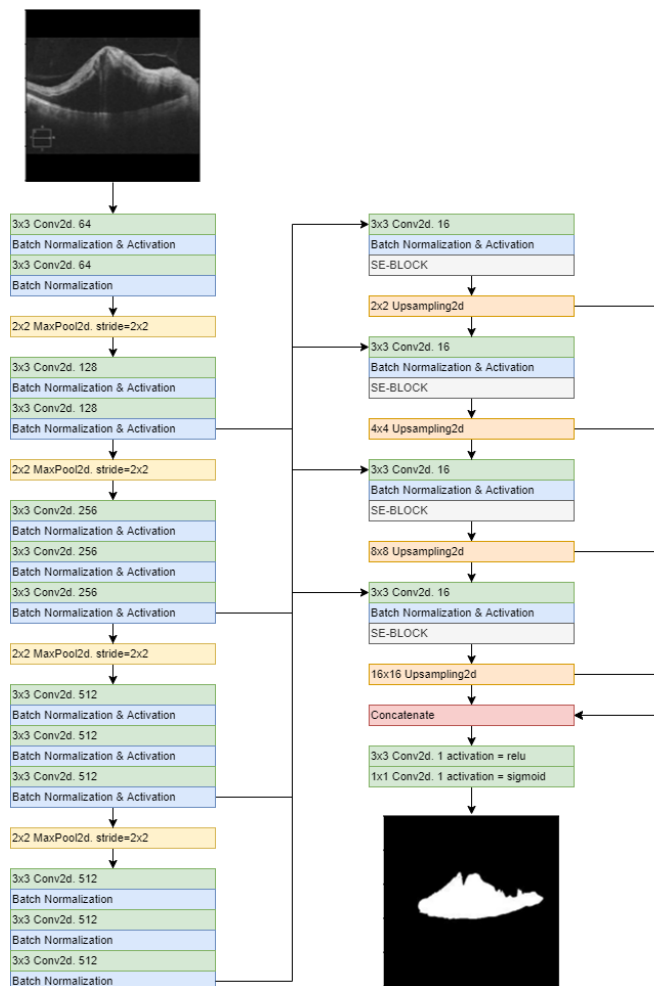 3x3 Conv2d. 64
Batch Normalization & Activation
3x3 Conv2d. 64
Batch Normalization
2x2 MaxPool2d. stride=2x2
3x3 Conv2d. 128
Batch Normalization & Activation
3x3 Conv2d. 128
Batch Normalization & Activation
2x2 MaxPool2d. stride=2x2
3x3 Conv2d. 256
Batch Normalization & Activation
3x3 Conv2d. 256
Batch Normalization & Activation
3x3 Conv2d. 256
Batch Normalization & Activation
2x2 MaxPool2d. stride=2x2
3x3 Conv2d. 512
Batch Normalization & Activation
3x3 Conv2d. 512
Batch Normalization & Activation
3x3 Conv2d. 512
Batch Normalization & Activation
2x2 MaxPool2d. stride=2x2
3x3 Conv2d. 512
Batch Normalization
3x3 Conv2d. 512
Batch Normalization
3x3 Conv2d. 512
Batch Normalization
3x3 Conv2d. 16
Batch Normalization & Activation
SE-BLOCK
2x2 Upsampling2d
3x3 Conv2d. 16
Batch Normalization & Activation
SE-BLOCK
4x4 Upsampling2d
3x3 Conv2d. 16
Batch Normalization & Activation
SE-BLOCK
8x8 Upsampling2d
3x3 Conv2d. 16
Batch Normalization & Activation
SE-BLOCK
16x16 Upsampling2d
Concatenate
3x3 Conv2d. 1 activation = relu
1x1 Conv2d. 1 activation = sigmoid